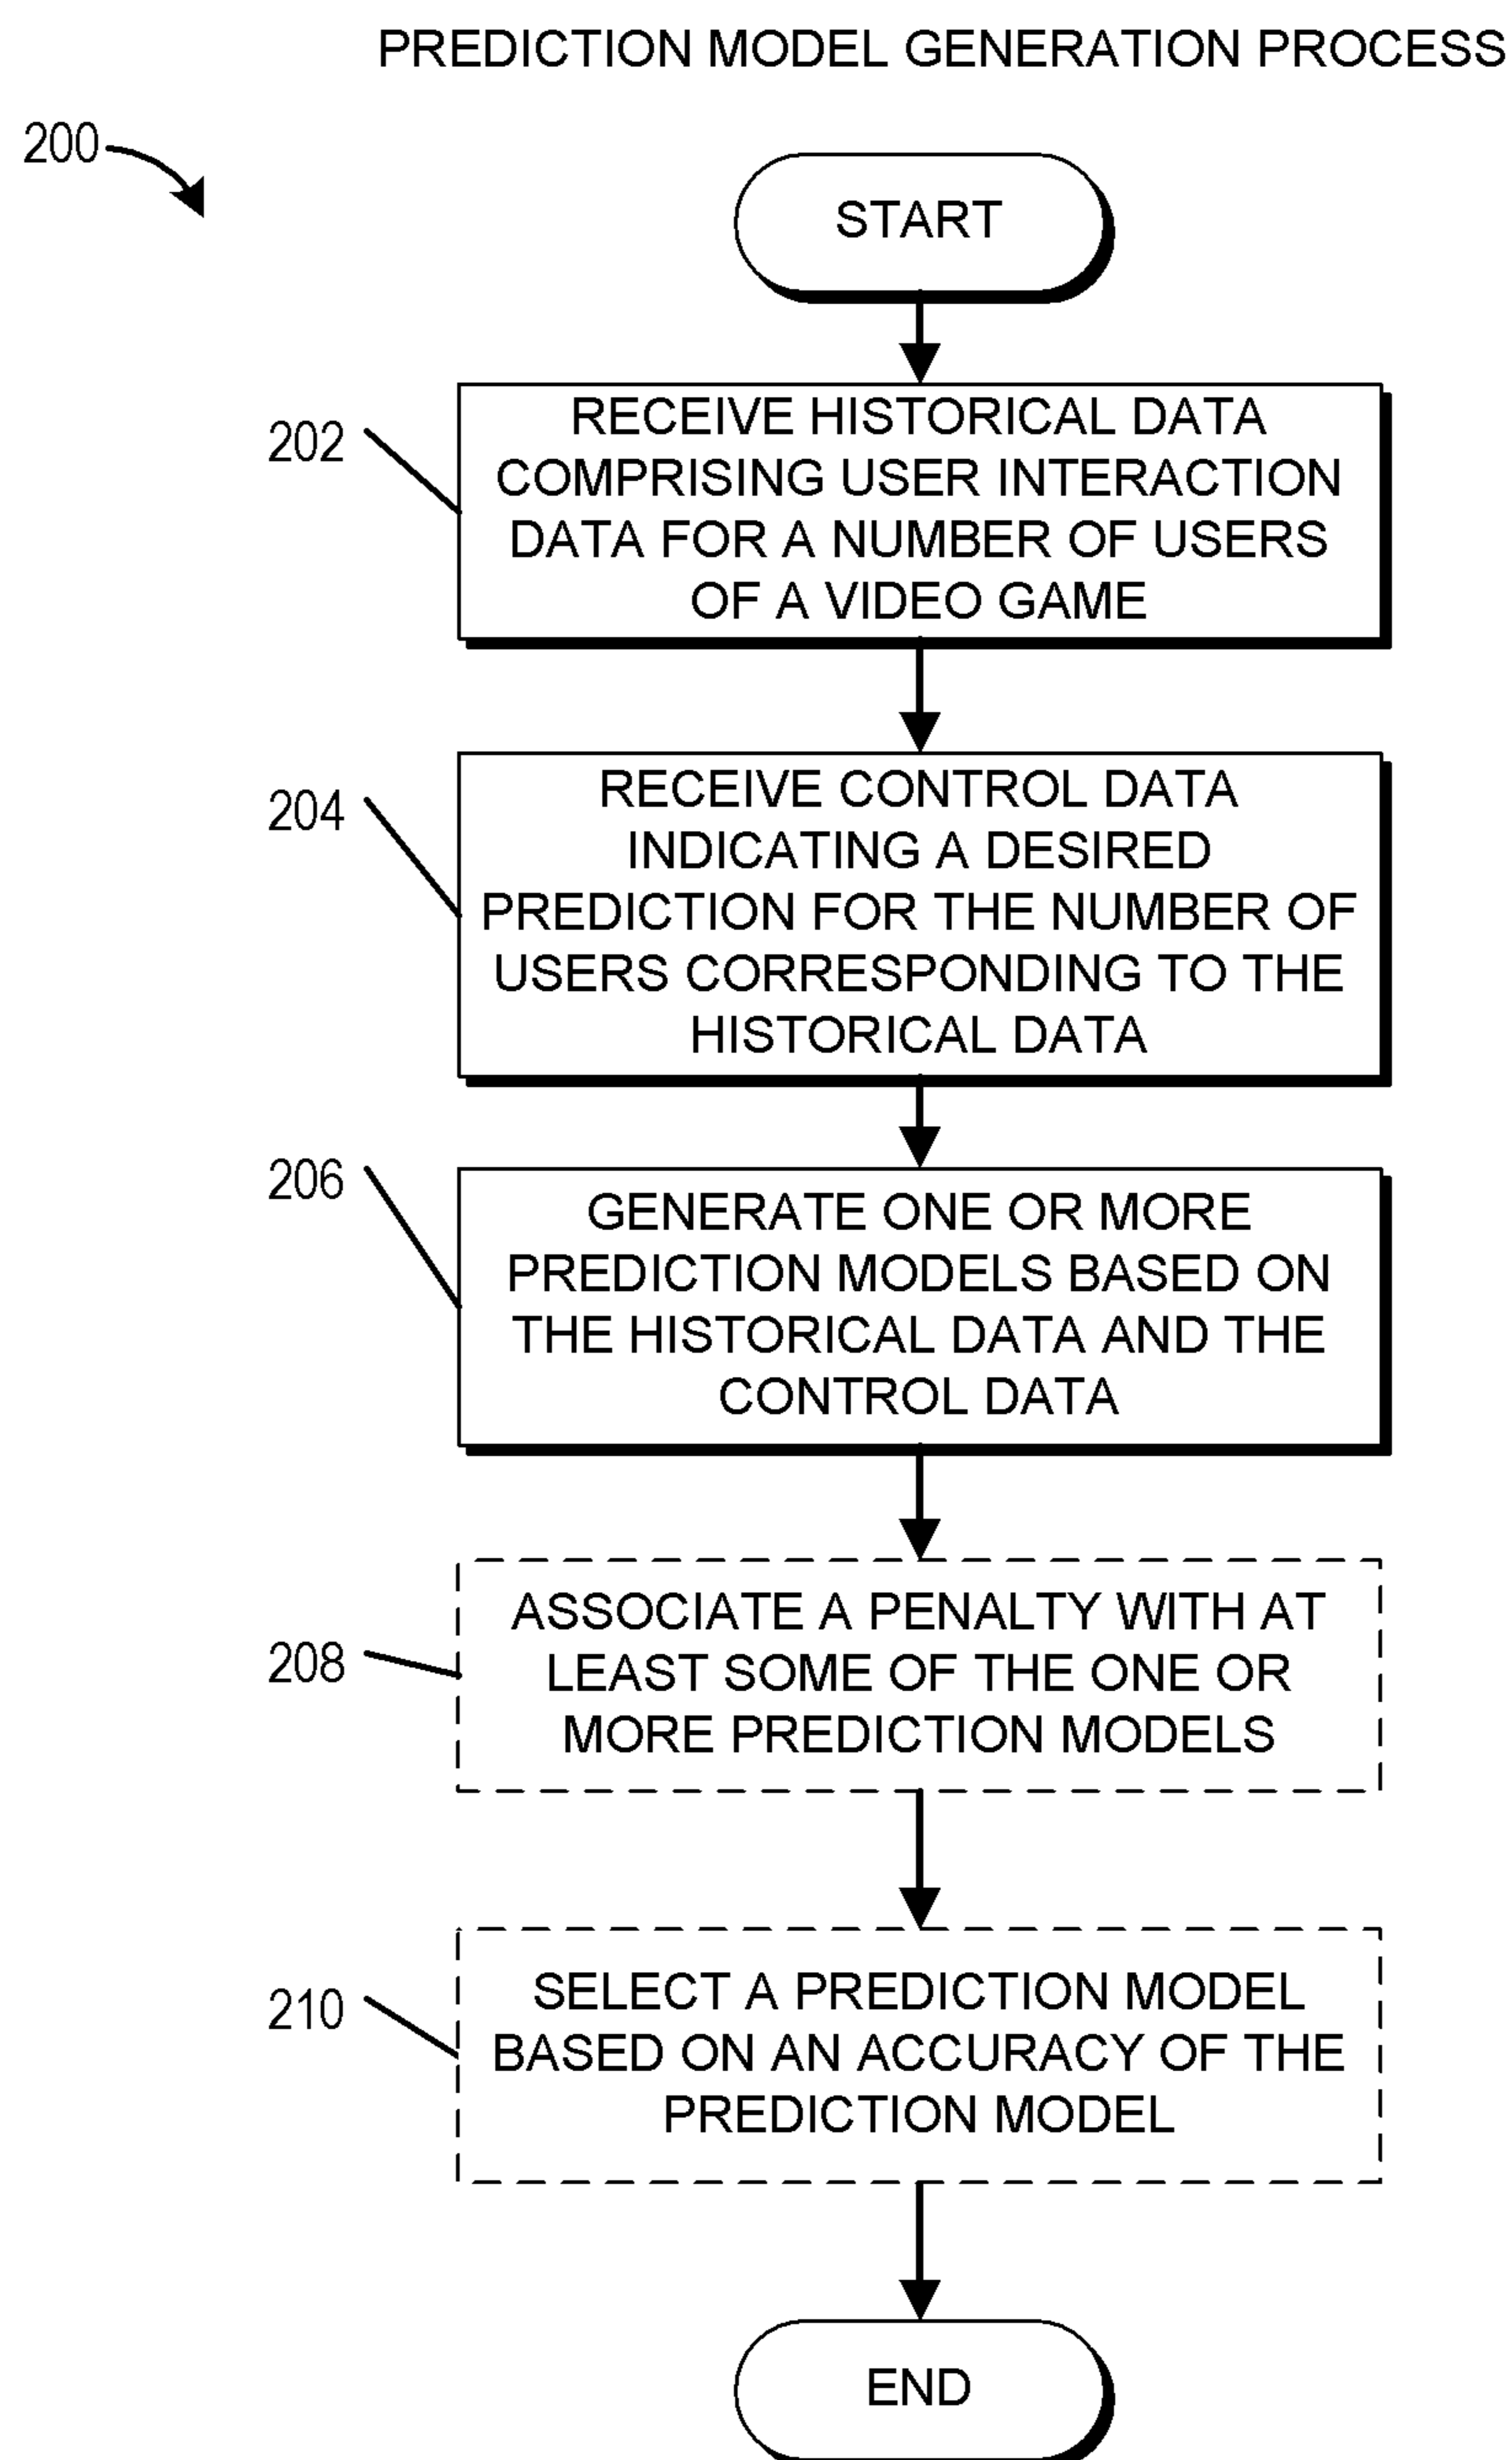 PREDICTION MODEL GENERATION PROCESS
200
START
202
RECEIVE HISTORICAL DATA
COMPRISING USER INTERACTION
DATA FOR A NUMBER OF USERS
OF A VIDEO GAME
204
RECEIVE CONTROL DATA
INDICATING A DESIRED
PREDICTION FOR THE NUMBER OF
USERS CORRESPONDING TO THE
HISTORICAL DATA
206
GENERATE ONE OR MORE
PREDICTION MODELS BASED ON
THE HISTORICAL DATA AND THE
CONTROL DATA
208
ASSOCIATE A PENALTY WITH AT
LEAST SOME OF THE ONE OR
MORE PREDICTION MODELS
210
SELECT A PREDICTION MODEL
BASED ON AN ACCURACY OF THE
PREDICTION MODEL
END